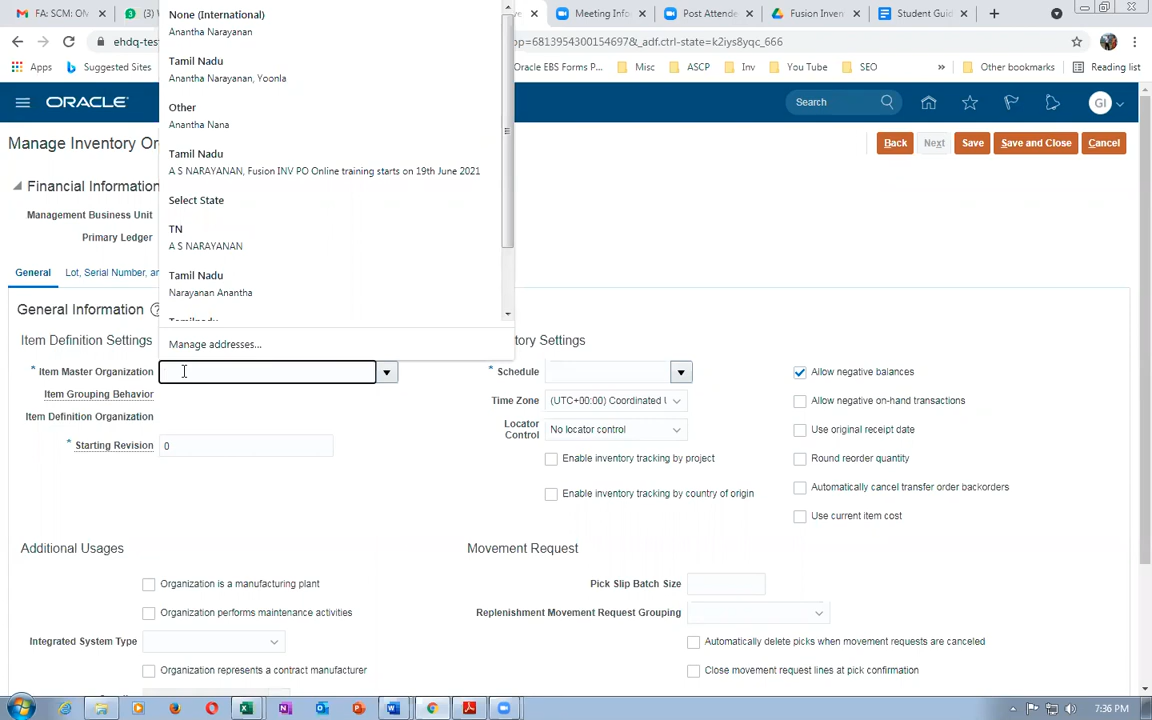 FA: SCM: OM
(3) W
Meeting Info
Post Attende
Fusion Inven
Student Guid
ehdq-tes
pp=6813954301546978&_adf.ctrl-state=k2iys8yqc_666
Apps
Suggested Sites
Oracle EBS Forms P...
Misc
ASCP
Inv
You Tube
SEO
»
Other bookmarks
Reading list
ORACLE
Search
GI
Manage Inventory Or
Back
Next
Save
Save and Close
Cancel
Financial Information
Management Business Unit
Primary Ledger
None (International)
Anantha Narayanan
Tamil Nadu
Anantha Narayanan, Yoonla
Other
Anantha Nana
Tamil Nadu
A S NARAYANAN, Fusion INV PO Online training starts on 19th June 2021
Select State
TN
A S NARAYANAN
Tamil Nadu
Narayanan Anantha
Manage addresses...
General
Lot, Serial Number, an
General Information
Item Definition Settings
ory Settings
* Item Master Organization
Item Grouping Behavior
Item Definition Organization
* Starting Revision
0
* Schedule
Time Zone
(UTC+00:00) Coordinated U
Locator Control
No locator control
Enable inventory tracking by project
Enable inventory tracking by country of origin
Allow negative balances
Allow negative on-hand transactions
Use original receipt date
Round reorder quantity
Automatically cancel transfer order backorders
Use current item cost
Additional Usages
Organization is a manufacturing plant
Organization performs maintenance activities
Integrated System Type
Organization represents a contract manufacturer
Movement Request
Pick Slip Batch Size
Replenishment Movement Request Grouping
Automatically delete picks when movement requests are canceled
Close movement request lines at pick confirmation
7:36 PM